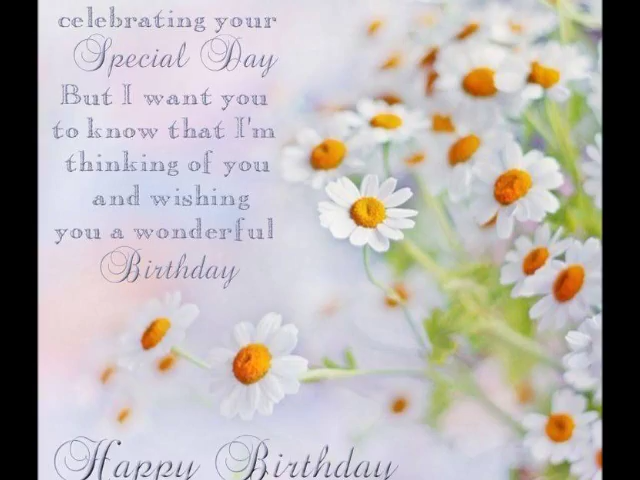 celebrating your
Special Day
But I want you
to know that I'm
thinking of you
and wishing
you a wonderful
Birthday
Happy Birthday